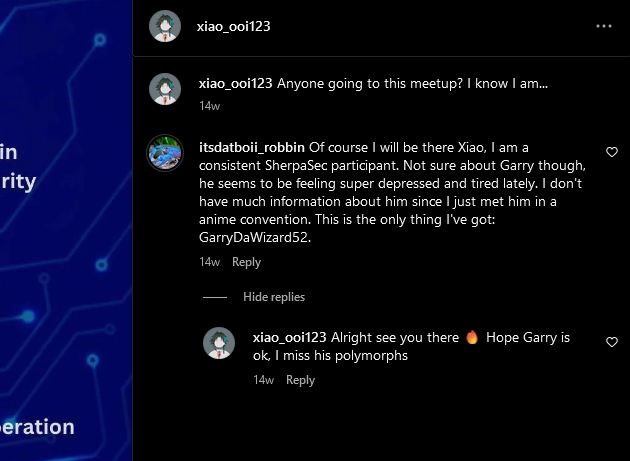 xiao_ooi123
xiao_ooi123 Anyone going to this meetup? I know I am...
14w
in
rity
itsdatboii_robbin Of course I will be there Xiao, I am a
consistent SherpaSec participant. Not sure about Garry though,
he seems to be feeling super depressed and tired lately. I don't
have much information about him since I just met him in a
anime convention. This is the only thing I've got:
GarryDaWizard52.
14w Reply
Hide replies
xiao_ooi123 Alright see you there 🔥 Hope Garry is
ok, I miss his polymorphs
14w Reply
eration